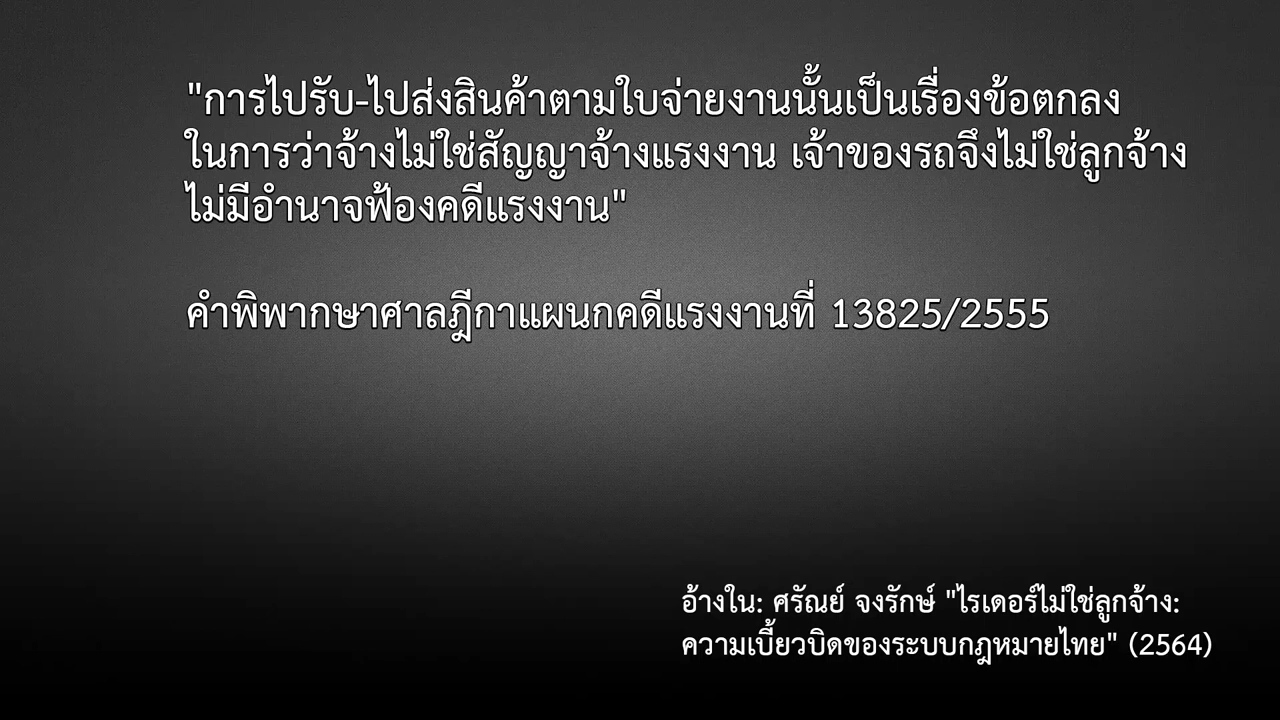 "การไปรับ-ไปส่งสินค้าตามใบจ่ายงานนั้นเป็นเรื่องข้อตกลง
ในการว่าจ้างไม่ใช่สัญญาจ้างแรงงาน เจ้าของรถจึงไม่ใช่ลูกจ้าง
ไม่มีอำนาจฟ้องคดีแรงงาน"
คำพิพากษาศาลฎีกาแผนกคดีแรงงานที่ 13825/2555
อ้างใน: ศรัณย์ จงรักษ์ "ไรเดอร์ไม่ใช่ลูกจ้าง:
ความเบี้ยวบิดของระบบกฎหมายไทย" (2564)